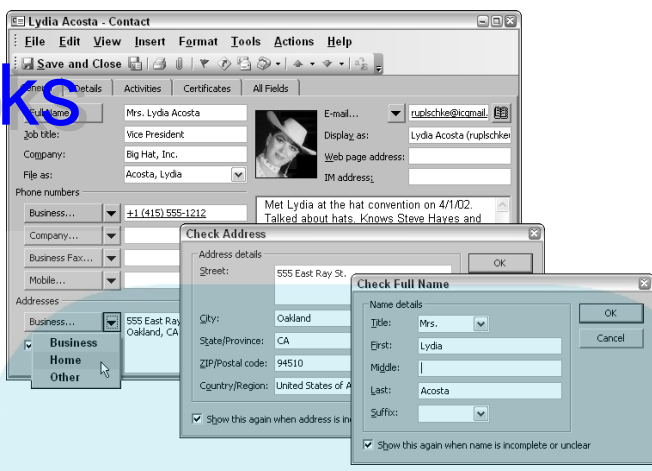 Lydia Acosta - Contact
File Edit View Insert Format Tools Actions Help
Save and Close
ks
General Details Activities Certificates All Fields
Full Name... Mrs. Lydia Acosta
Job title: Vice President
Company: Big Hat, Inc.
File as: Acosta, Lydia
E-mail... ruplschke@icqmail.
Display as: Lydia Acosta (ruplschke
Web page address:
IM address:
Phone numbers
Business... +1 (415) 555-1212
Company...
Business Fax...
Mobile...
Met Lydia at the hat convention on 4/1/02.
Talked about hats. Knows Steve Hayes and
Addresses
Business... 555 East Ray
Oakland, CA
Business
Home
Other
Check Address
Address details
Street: 555 East Ray St.
City: Oakland
State/Province: CA
ZIP/Postal code: 94510
Country/Region: United States of A
Show this again when address is in
OK
Check Full Name
Name details
Title: Mrs.
First: Lydia
Middle:
Last: Acosta
Suffix:
OK
Cancel
Show this again when name is incomplete or unclear